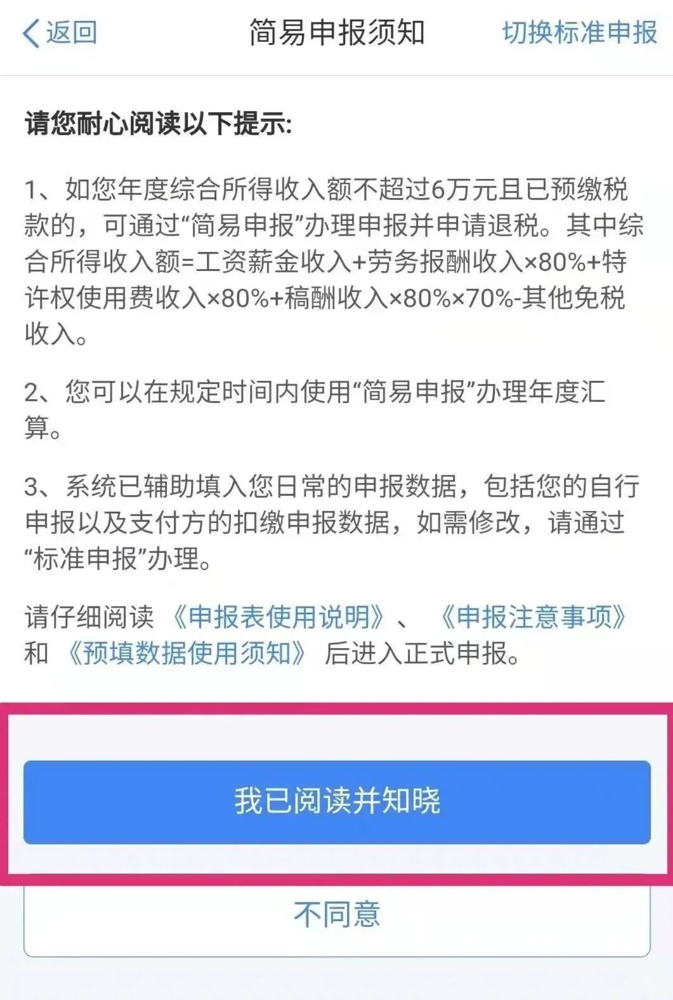 返回 简易申报须知 切换标准申报
请您耐心阅读以下提示:
1、如您年度综合所得收入额不超过6万元且已预缴税
款的，可通过“简易申报”办理申报并申请退税。其中综
合所得收入额=工资薪金收入+劳务报酬收入×80%+特
许权使用费收入×80%+稿酬收入×80%×70%-其他免税
收入。
2、您可以在规定时间内使用“简易申报”办理年度汇
算。
3、系统已辅助填入您日常的申报数据，包括您的自行
申报以及支付方的扣缴申报数据，如需修改，请通过
“标准申报”办理。
请仔细阅读 《申报表使用说明》、 《申报注意事项》
和 《预填数据使用须知》 后进入正式申报。
我已阅读并知晓
不同意